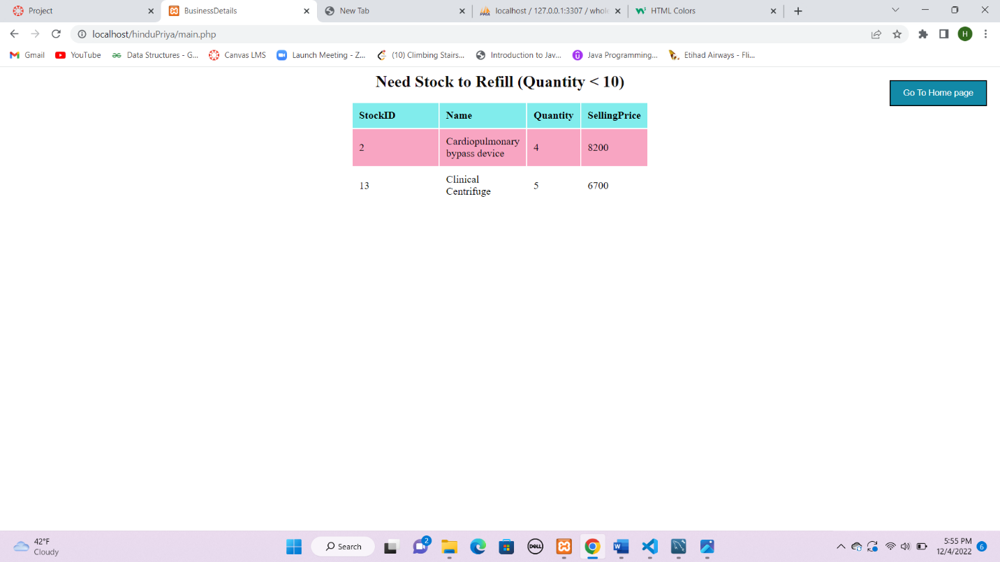 Project
BusinessDetails
New Tab
localhost / 127.0.0.1:3307 / whole
HTML Colors
localhost/hinduPriya/main.php
H
Gmail
YouTube
Data Structures - G...
Canvas LMS
Launch Meeting - Z...
(10) Climbing Stairs...
Introduction to Jav...
Java Programming...
Etihad Airways - Fli...
Need Stock to Refill (Quantity < 10)
Go To Home page
StockID Name Quantity SellingPrice
2 Cardiopulmonary bypass device 4 8200
13 Clinical Centrifuge 5 6700
42°F
Cloudy
Search
2
DELL
W
5:55 PM
12/4/2022
6